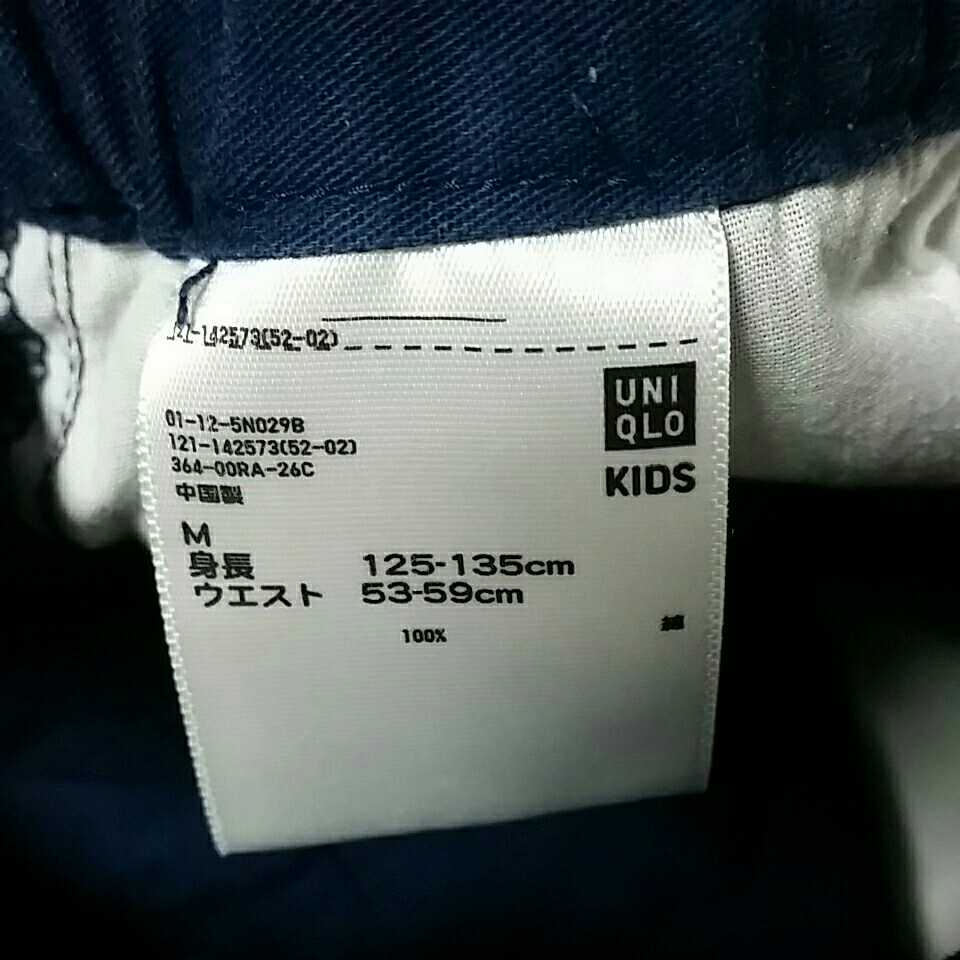 121-142573(52-02)
UNI
QLO
KIDS
01-12-5N029B
121-142573(52-02)
364-00RA-26C
中国製
M
身長 125-135cm
ウエスト 53-59cm
100% 綿